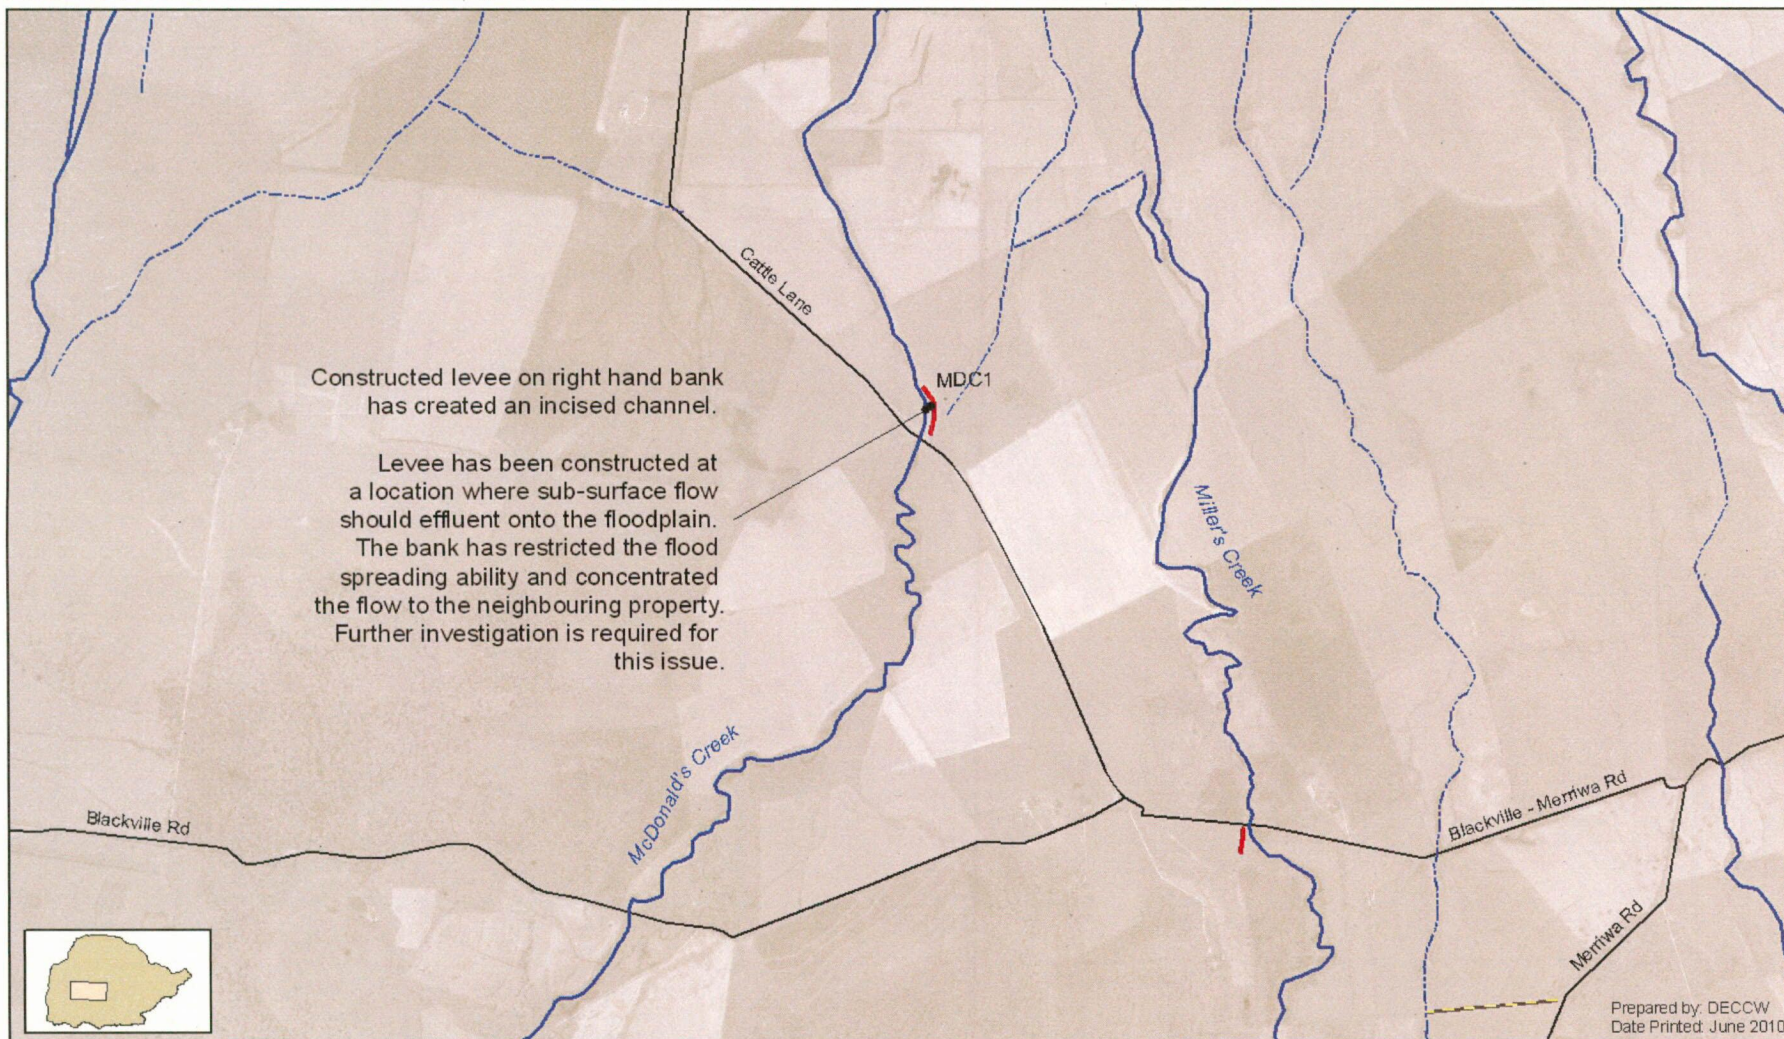 Cattle Lane
MDC1
Constructed levee on right hand bank
has created an incised channel.
Levee has been constructed at
a location where sub-surface flow
should effluent onto the floodplain.
The bank has restricted the flood
spreading ability and concentrated
the flow to the neighbouring property.
Further investigation is required for
this issue.
Miller's Creek
McDonald's Creek
Blackville Rd
Blackville - Merriwa Rd
Merriwa Rd
Prepared by: DECCW
Date Printed: June 2010